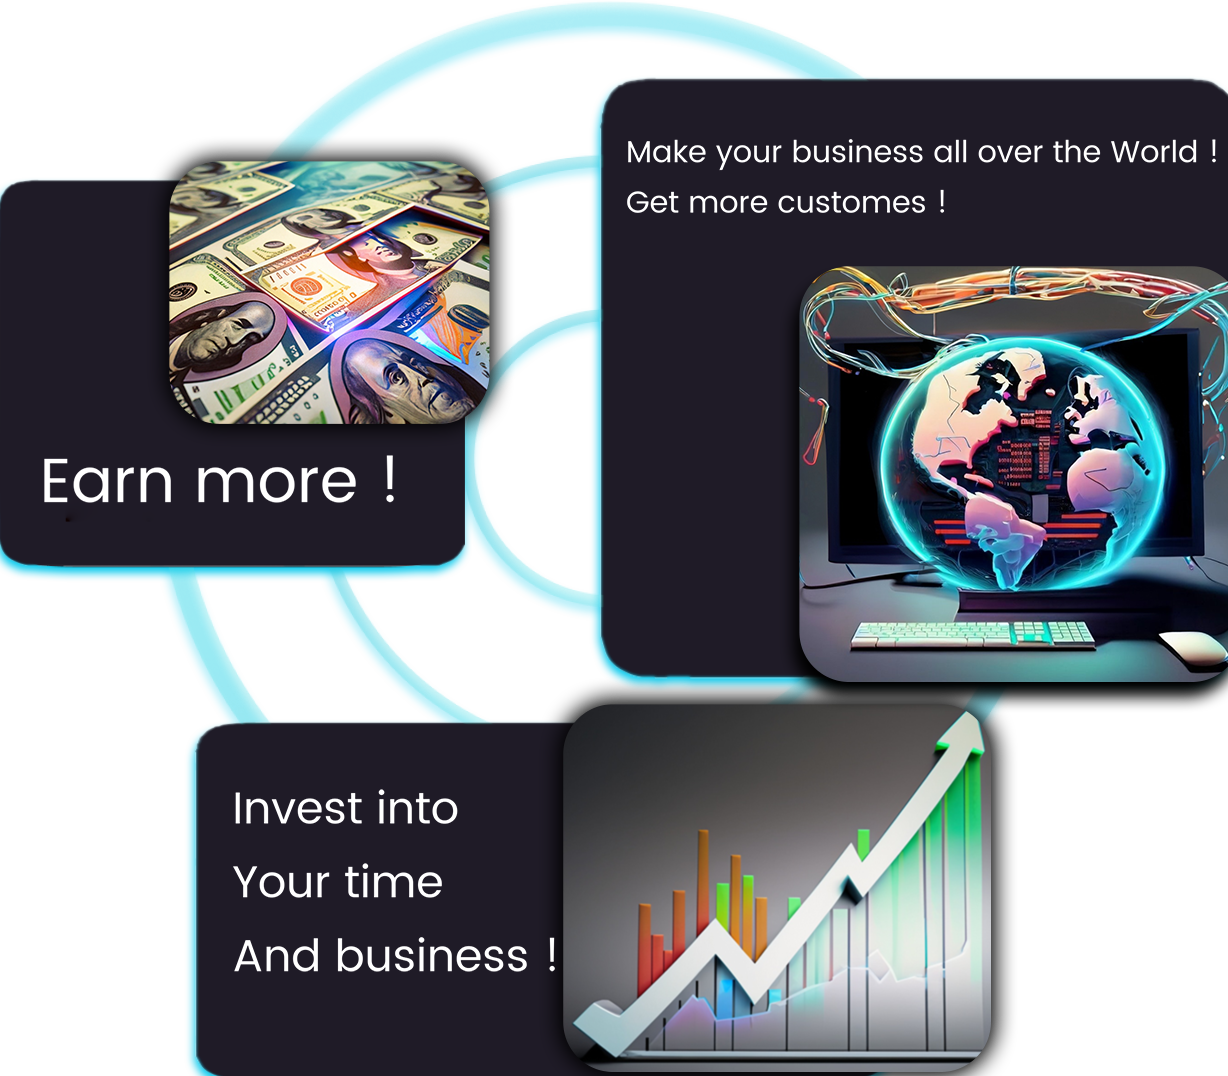 Make your business all over the World !
Get more customes !
Earn more !
Invest into
Your time
And business !